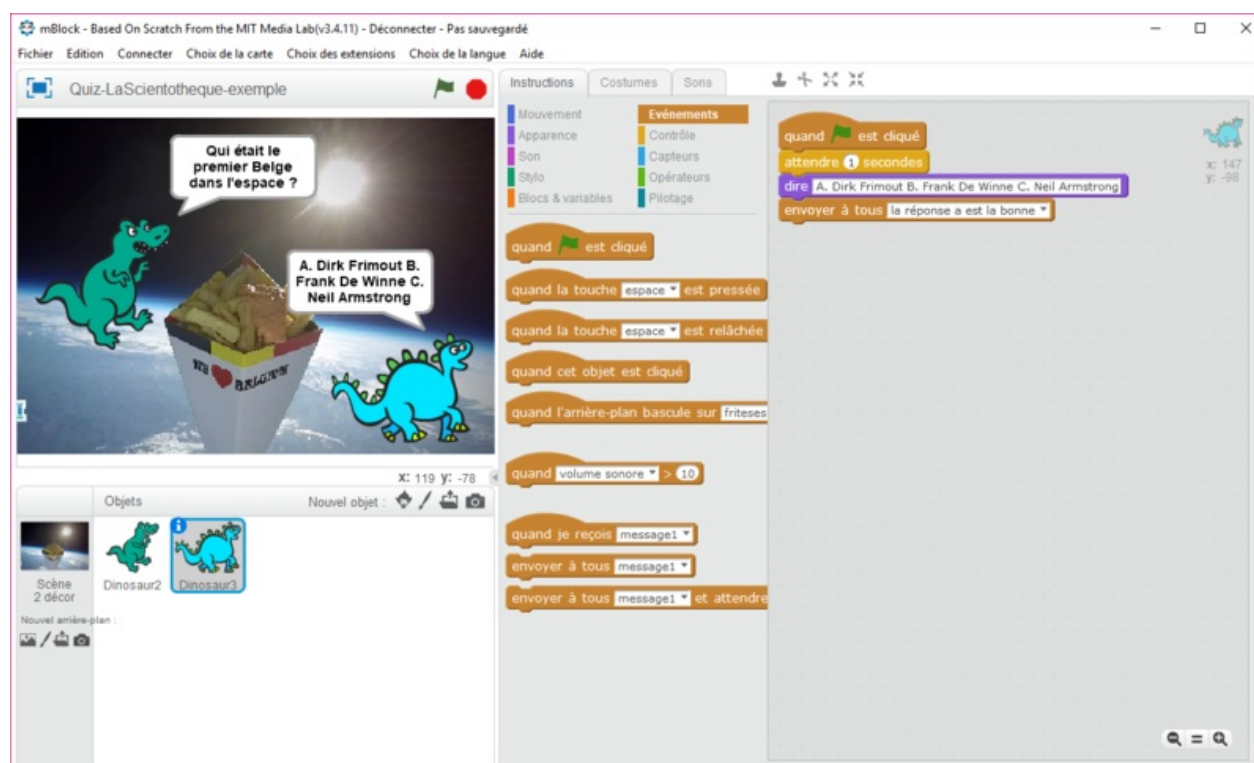 mBlock - Based On Scratch From the MIT Media Lab(v3.4.11) - Déconnecter - Pas sauvegardé
Fichier Edition Connecter Choix de la carte Choix des extensions Choix de la langue Aide
Quiz-LaScientotheque-exemple
Qui était le
premier Belge
dans l'espace ?
A. Dirk Frimout B.
Frank De Winne C.
Neil Armstrong
WE
BELGIUM
x: 119 y: -78
Objets
Nouvel objet :
Scène
2 décor
Nouvel arrière-plan :
Dinosaur2
Dinosaur3
Instructions Costumes Sons
Mouvement Evénements
Apparence Contrôle
Son Capteurs
Stylo Opérateurs
Blocs & variables Pilotage
quand est cliqué
quand la touche espace est pressée
quand la touche espace est relâchée
quand cet objet est cliqué
quand l'arrière-plan bascule sur friteses
quand volume sonore > 10
quand je reçois message1
envoyer à tous message1
envoyer à tous message1 et attendre
quand est cliqué
attendre 1 secondes
dire A. Dirk Frimout B. Frank De Winne C. Neil Armstrong
envoyer à tous la réponse a est la bonne
x: 147
y: -98